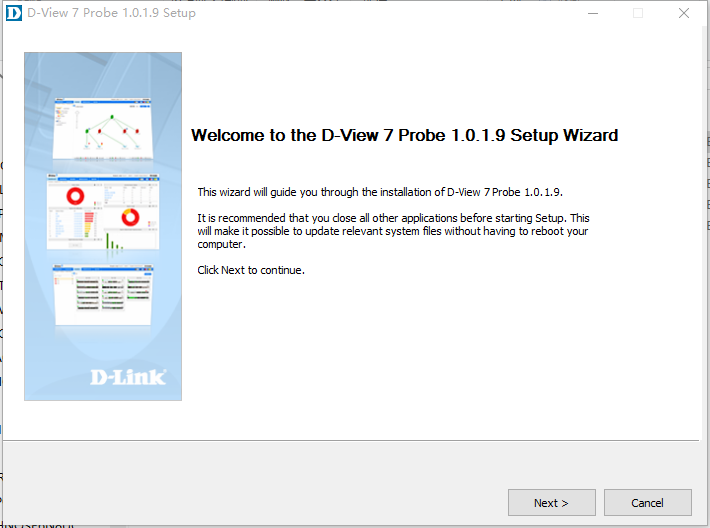 D-View 7 Probe 1.0.1.9 Setup
Welcome to the D-View 7 Probe 1.0.1.9 Setup Wizard
This wizard will guide you through the installation of D-View 7 Probe 1.0.1.9.
It is recommended that you close all other applications before starting Setup. This
will make it possible to update relevant system files without having to reboot your
computer.
Click Next to continue.
D-Link
Next >
Cancel